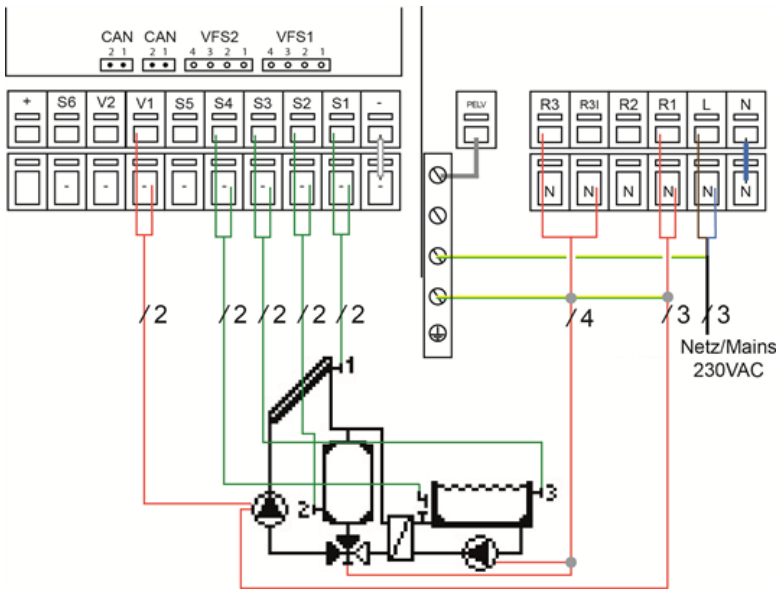 CAN CAN VFS2 VFS1
2 1 2 1 4 3 2 1 4 3 2 1
+ S6 V2 V1 S5 S4 S3 S2 S1 -
PELV
R3 R3I R2 R1 L N
- - - - - - - -
N N N N N N
/2 /2 /2 /2 /2
/4 /3 /3
Netz/Mains
230VAC
1
2
4
3